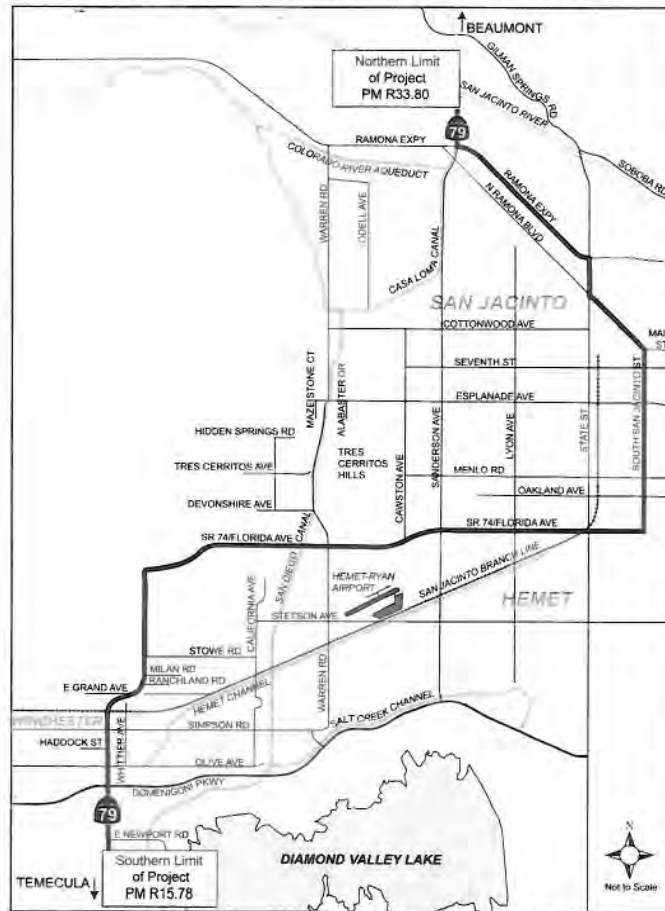 BEAUMONT
Northern Limit
of Project
PM R33.80
GILMAN SPRINGS RD
SAN JACINTO RIVER
79
RAMONA EXPY
COLORADO RIVER AQUEDUCT
SOBOBA RD
RAMONA EXPY
N RAMONA BLVD
WARREN RD
ODELL AVE
CASA LOMA CANAL
SAN JACINTO
COTTONWOOD AVE
MAI
ST
SEVENTH ST
MAZE STONE CT
ALABASTER DR
ESPLANADE AVE
HIDDEN SPRINGS RD
TRES CERRITOS AVE
TRES
CERRITOS
HILLS
CAWSTON AVE
SANDERSON AVE
LYON AVE
STATE ST
SOUTH SAN JACINTO ST
MENLO RD
DEVONSHIRE AVE
OAKLAND AVE
SR 74/FLORIDA AVE
SR 74/FLORIDA AVE
SAN DIEGO CANAL
HEMET-RYAN
AIRPORT
SAN JACINTO BRANCH LINE
HEMET
CALIFORNIA AVE
STETSON AVE
STOWE RD
MILAN RD
RANCHLAND RD
E GRAND AVE
HEMET CHANNEL
WARREN RD
SALT CREEK CHANNEL
WINCHESTER
SIMPSON RD
HADDOCK ST
WHITTIER AVE
OLIVE AVE
DOMENIGONI PKWY
79
E NEWPORT RD
DIAMOND VALLEY LAKE
Southern Limit
of Project
PM R15.78
TEMECULA
N
Not to Scale